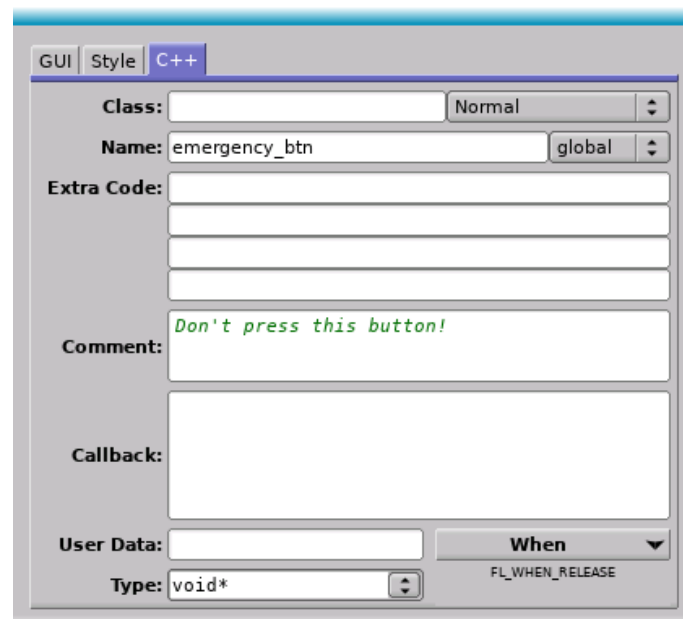 GUI Style C++
Class: Normal
Name: emergency_btn global
Extra Code:
Don't press this button!
Comment:
Callback:
User Data: When
FL_WHEN_RELEASE
Type: void*